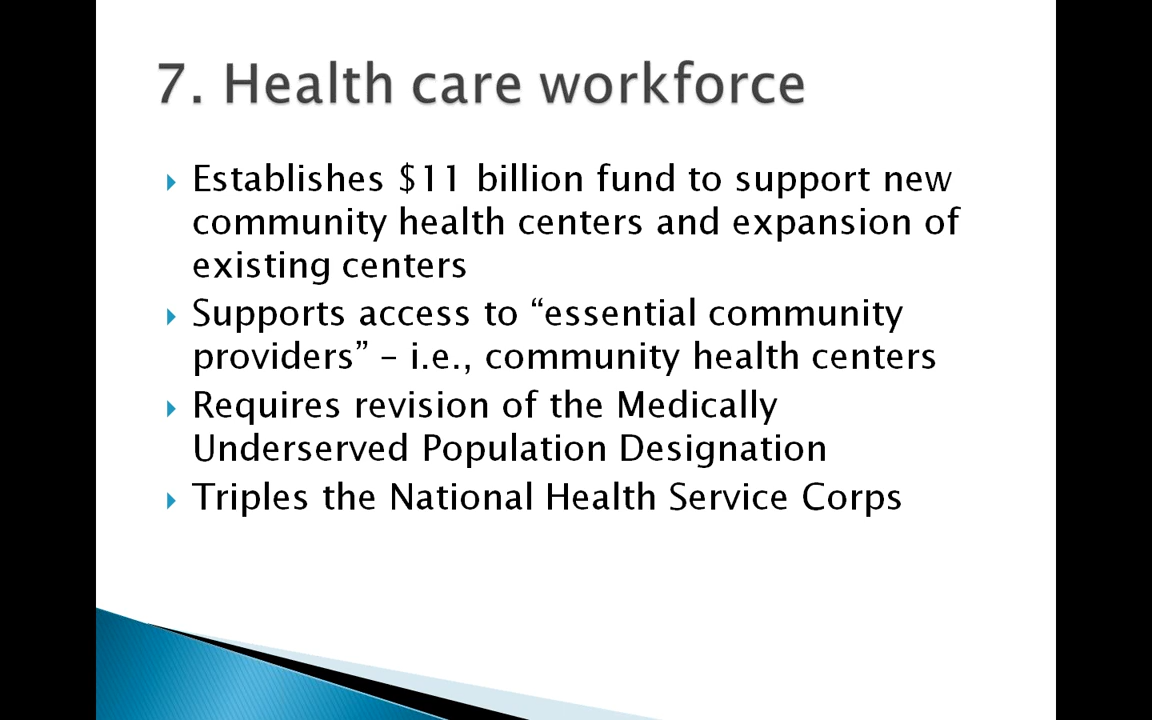 7. Health care workforce
Establishes $11 billion fund to support new
community health centers and expansion of
existing centers
Supports access to “essential community
providers” – i.e., community health centers
Requires revision of the Medically
Underserved Population Designation
Triples the National Health Service Corps